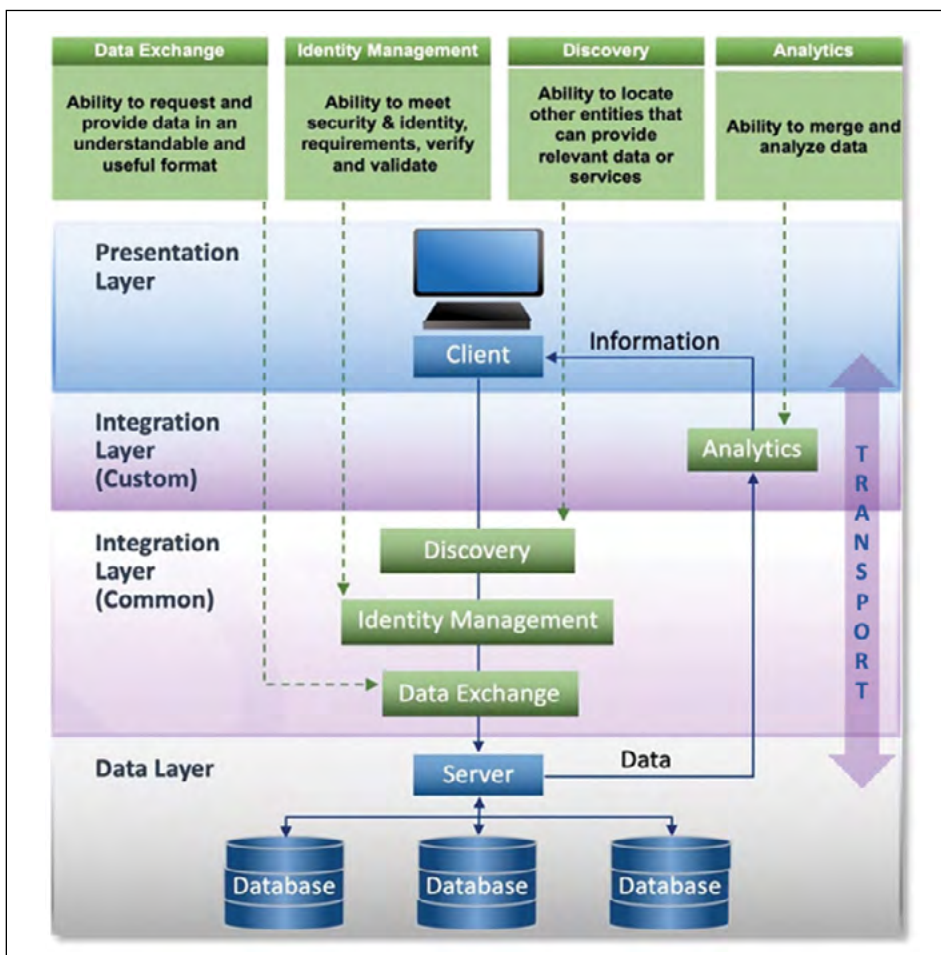 Data Exchange
Ability to request and
provide data in an
understandable and
useful format
Identity Management
Ability to meet
security & identity,
requirements, verify
and validate
Discovery
Ability to locate
other entities that
can provide
relevant data or
services
Analytics
Ability to merge and
analyze data
Presentation
Layer
Client
Information
Integration
Layer
(Custom)
Analytics
Integration
Layer
(Common)
Discovery
Identity Management
Data Exchange
TRANSPORT
Data Layer
Server
Data
Database
Database
Database